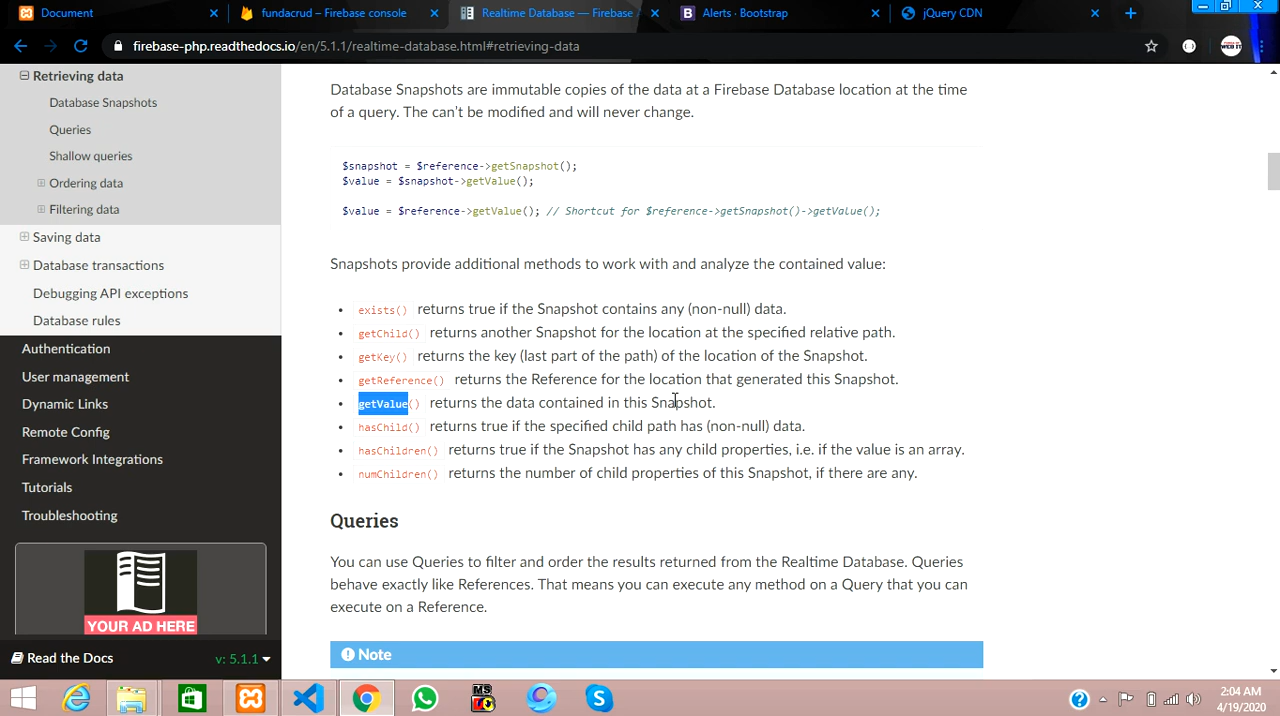 Document
fundacrud – Firebase console
Realtime Database — Firebase
Alerts · Bootstrap
jQuery CDN
firebase-php.readthedocs.io/en/5.1.1/realtime-database.html#retrieving-data
Retrieving data
Database Snapshots
Queries
Shallow queries
Ordering data
Filtering data
Saving data
Database transactions
Debugging API exceptions
Database rules
Authentication
User management
Dynamic Links
Remote Config
Framework Integrations
Tutorials
Troubleshooting
YOUR AD HERE
Read the Docs
v: 5.1.1
Database Snapshots are immutable copies of the data at a Firebase Database location at the time
of a query. The can't be modified and will never change.
$snapshot = $reference->getSnapshot();
$value = $snapshot->getValue();
$value = $reference->getValue(); // Shortcut for $reference->getSnapshot()->getValue();
Snapshots provide additional methods to work with and analyze the contained value:
• exists() returns true if the Snapshot contains any (non-null) data.
• getChild() returns another Snapshot for the location at the specified relative path.
• getKey() returns the key (last part of the path) of the location of the Snapshot.
• getReference() returns the Reference for the location that generated this Snapshot.
• getValue() returns the data contained in this Snapshot.
• hasChild() returns true if the specified child path has (non-null) data.
• hasChildren() returns true if the Snapshot has any child properties, i.e. if the value is an array.
• numChildren() returns the number of child properties of this Snapshot, if there are any.
Queries
You can use Queries to filter and order the results returned from the Realtime Database. Queries
behave exactly like References. That means you can execute any method on a Query that you can
execute on a Reference.
Note
2:04 AM
4/19/2020